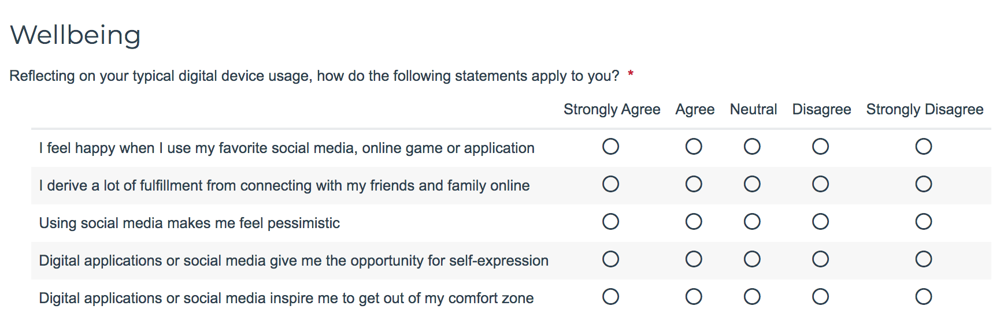 Wellbeing
Reflecting on your typical digital device usage, how do the following statements apply to you? *
Strongly Agree Agree Neutral Disagree Strongly Disagree
I feel happy when I use my favorite social media, online game or application
I derive a lot of fulfillment from connecting with my friends and family online
Using social media makes me feel pessimistic
Digital applications or social media give me the opportunity for self-expression
Digital applications or social media inspire me to get out of my comfort zone